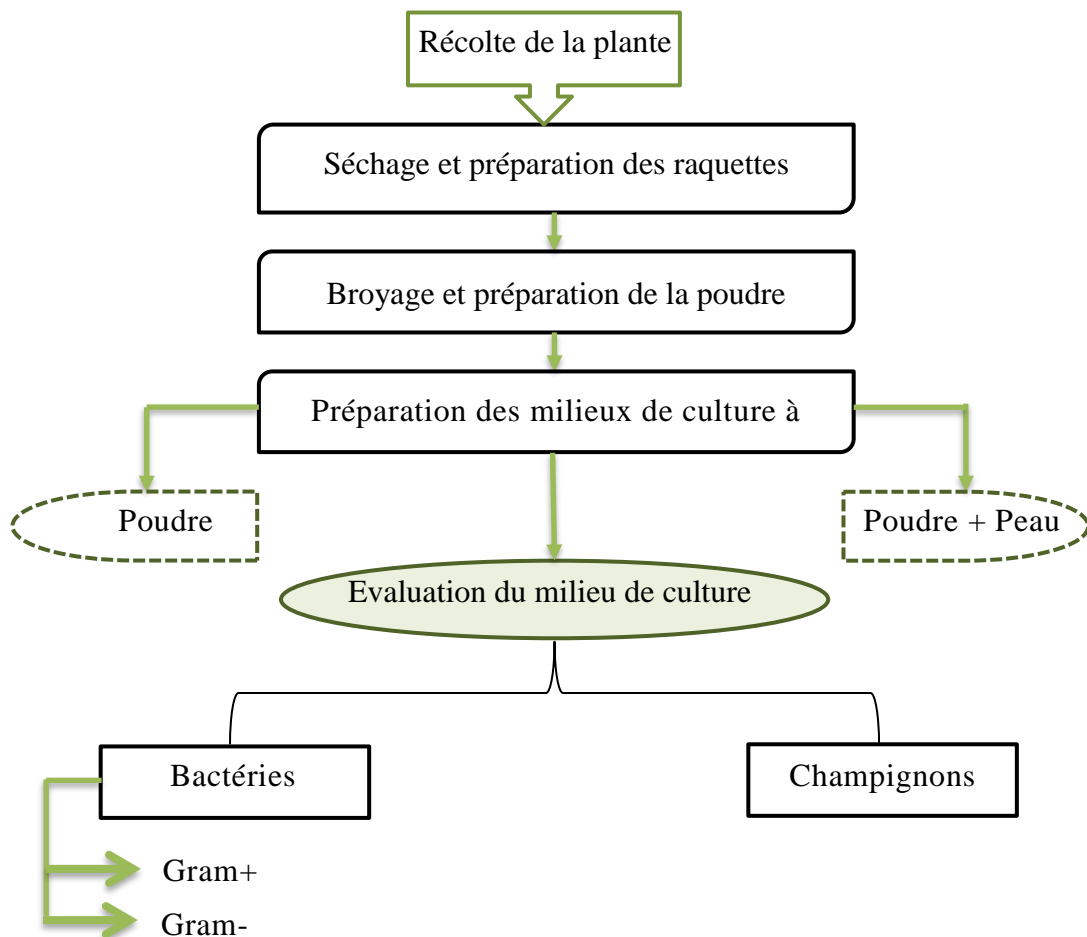 Récolte de la plante
Séchage et préparation des raquettes
Broyage et préparation de la poudre
Préparation des milieux de culture à
Poudre
Poudre + Peau
Evaluation du milieu de culture
Bactéries
Champignons
Gram+
Gram-